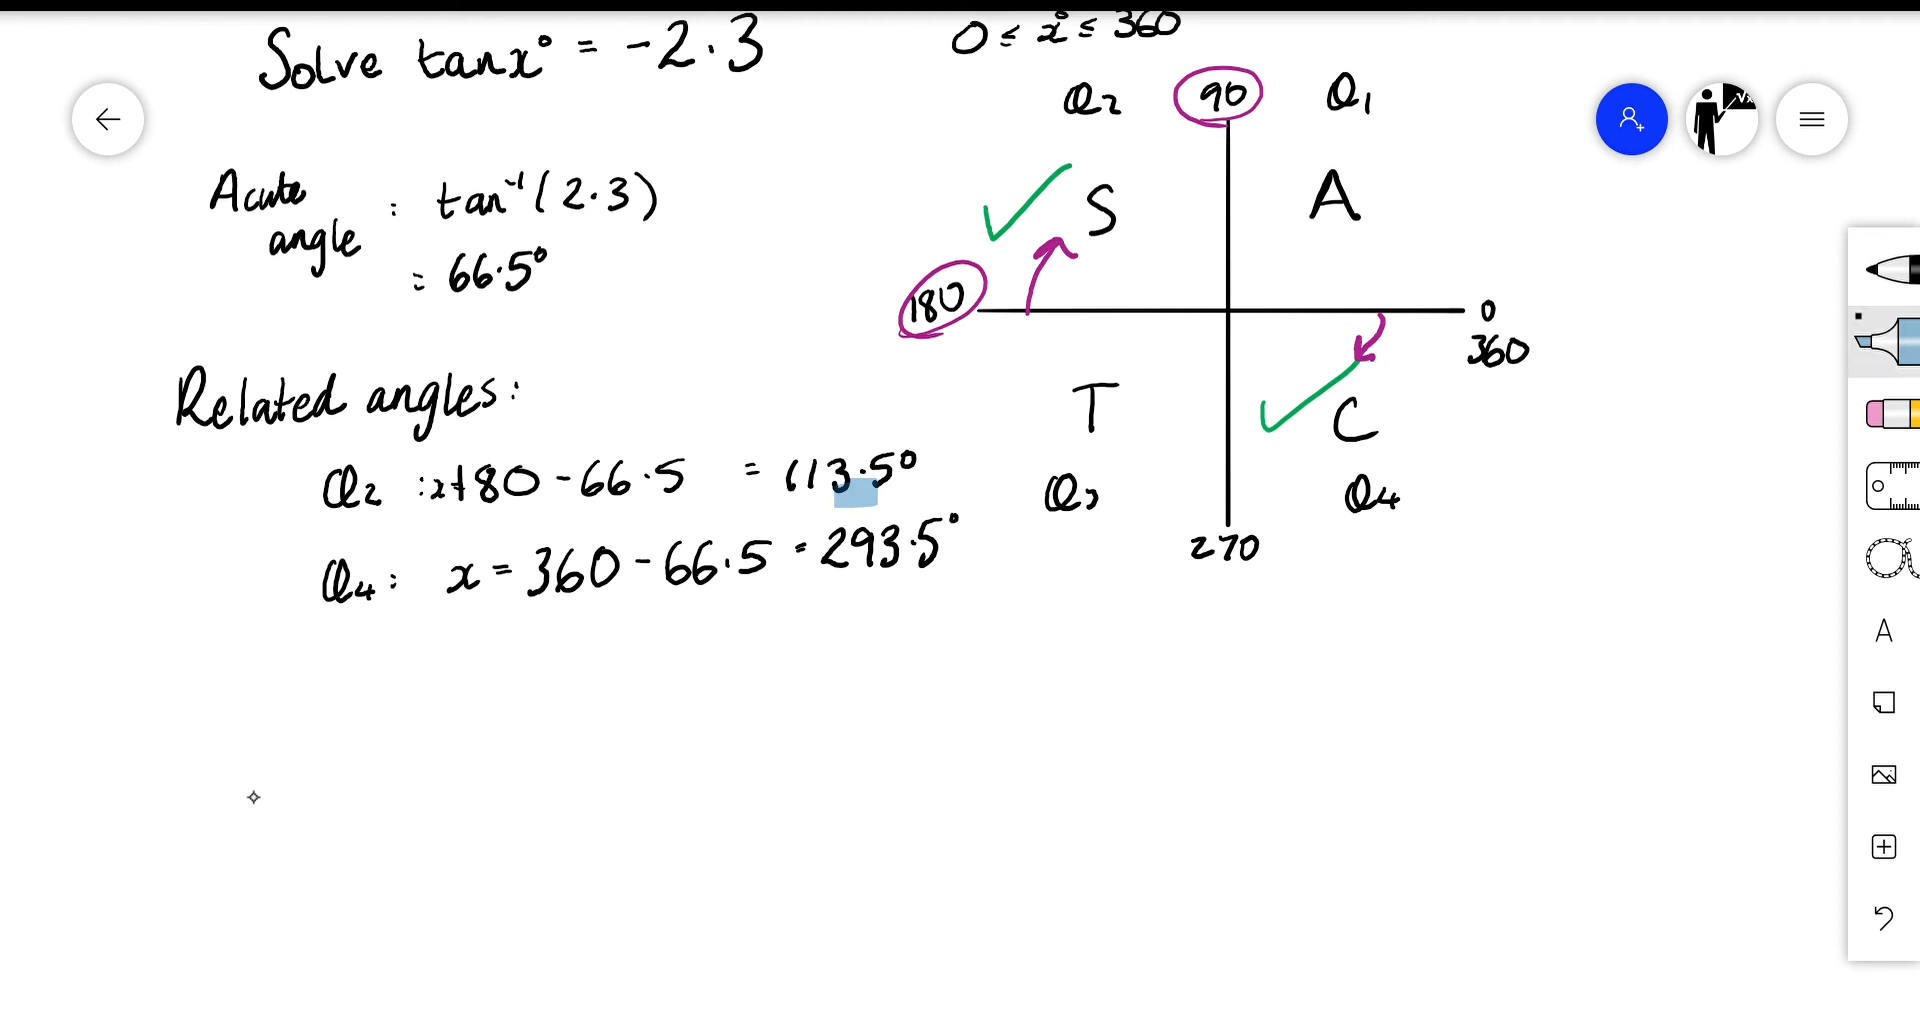 Solve tanx° = -2.3
0 ≤ x° ≤ 360
Q2 90 Q1
Acute angle : tan⁻¹(2.3)
= 66.5°
S A
180 0
360
Related angles:
T C
Q2 : x=180 - 66.5 = 113.5°
Q3 Q4
Q4: x = 360 - 66.5 = 293.5°
270
A